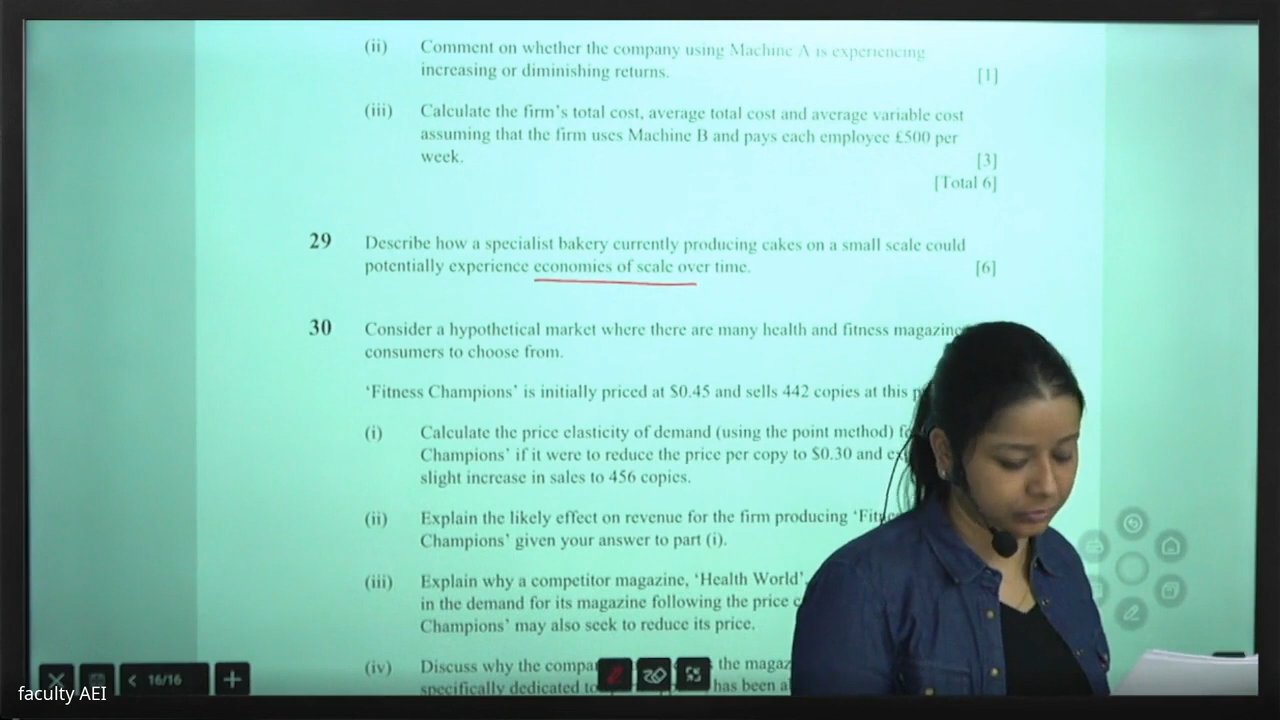 (ii) Comment on whether the company using Machine A is experiencing
increasing or diminishing returns. [1]
(iii) Calculate the firm's total cost, average total cost and average variable cost
assuming that the firm uses Machine B and pays each employee £500 per
week. [3]
[Total 6]
29 Describe how a specialist bakery currently producing cakes on a small scale could
potentially experience economies of scale over time. [6]
30 Consider a hypothetical market where there are many health and fitness magazine
consumers to choose from.
'Fitness Champions' is initially priced at $0.45 and sells 442 copies at this
(i) Calculate the price elasticity of demand (using the point method)
Champions' if it were to reduce the price per copy to $0.30 and
slight increase in sales to 456 copies.
(ii) Explain the likely effect on revenue for the firm producing
Champions' given your answer to part (i).
(iii) Explain why a competitor magazine, 'Health World'
in the demand for its magazine following the price
Champions' may also seek to reduce its price.
(iv) Discuss why the the
specifically dedicated has been
16/16
faculty AEI